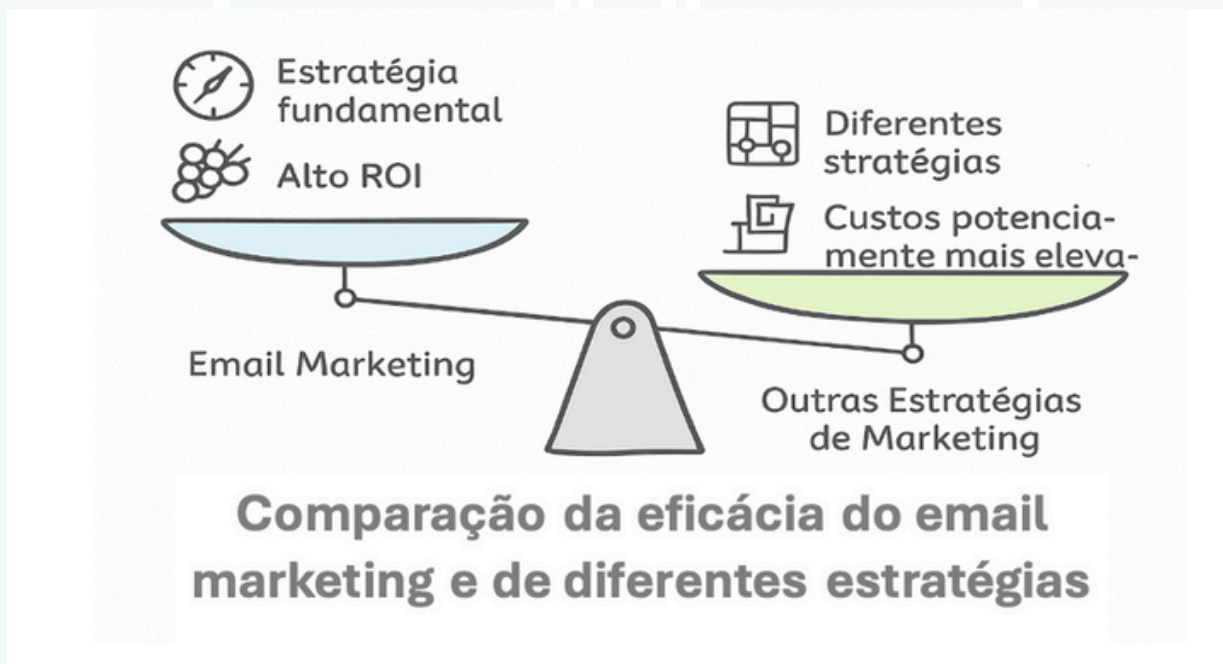 Estratégia
fundamental
Alto ROI
Diferentes
stratégias
Custos potencia-
mente mais eleva-
Email Marketing
Outras Estratégias
de Marketing
Comparação da eficácia do email
marketing e de diferentes estratégias